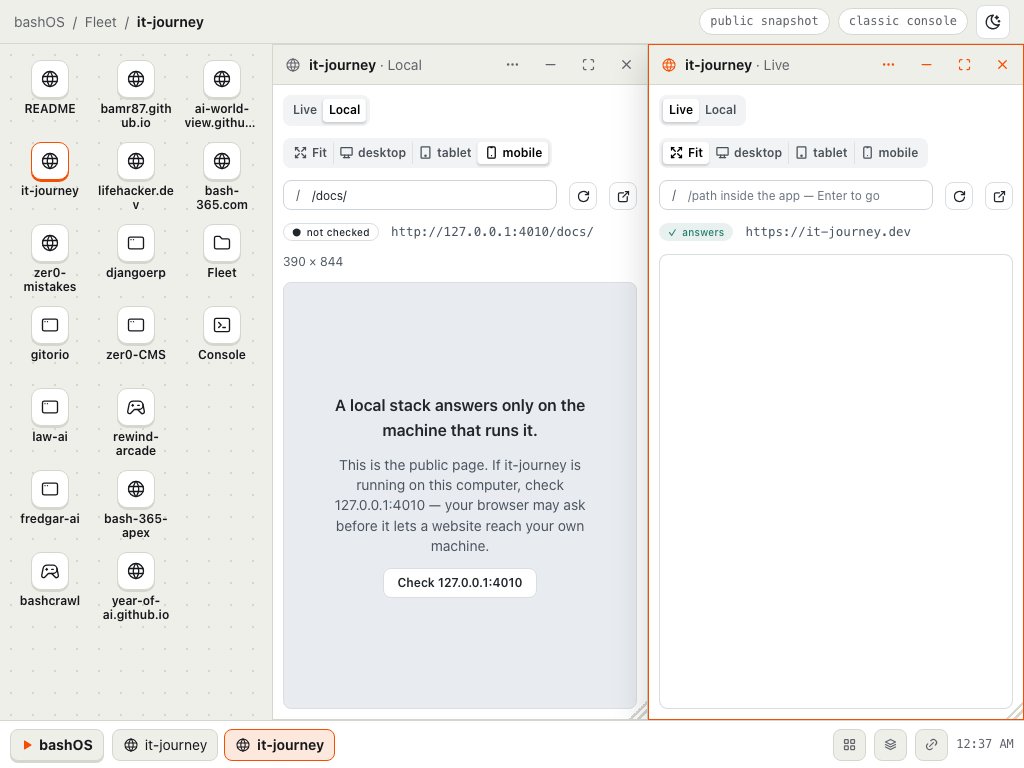 bashOS / Fleet / it-journey
public snapshot
classic console
README
bamr87.gith
ub.io
ai-world-
view.githu...
it-journey
lifehacker.de
v
bash-
365.com
zer0-
mistakes
djangoerp
Fleet
gitorio
zer0-CMS
Console
law-ai
rewind-
arcade
fredgar-ai
bash-365-
apex
bashcrawl
year-of-
ai.github.io
it-journey · Local
Live Local
Fit desktop tablet mobile
/ /docs/
not checked http://127.0.0.1:4010/docs/
390 × 844
A local stack answers only on the
machine that runs it.
This is the public page. If it-journey is
running on this computer, check
127.0.0.1:4010 — your browser may ask
before it lets a website reach your own
machine.
Check 127.0.0.1:4010
it-journey · Live
Live Local
Fit desktop tablet mobile
/ /path inside the app — Enter to go
✓ answers https://it-journey.dev
bashOS
it-journey
it-journey
12:37 AM